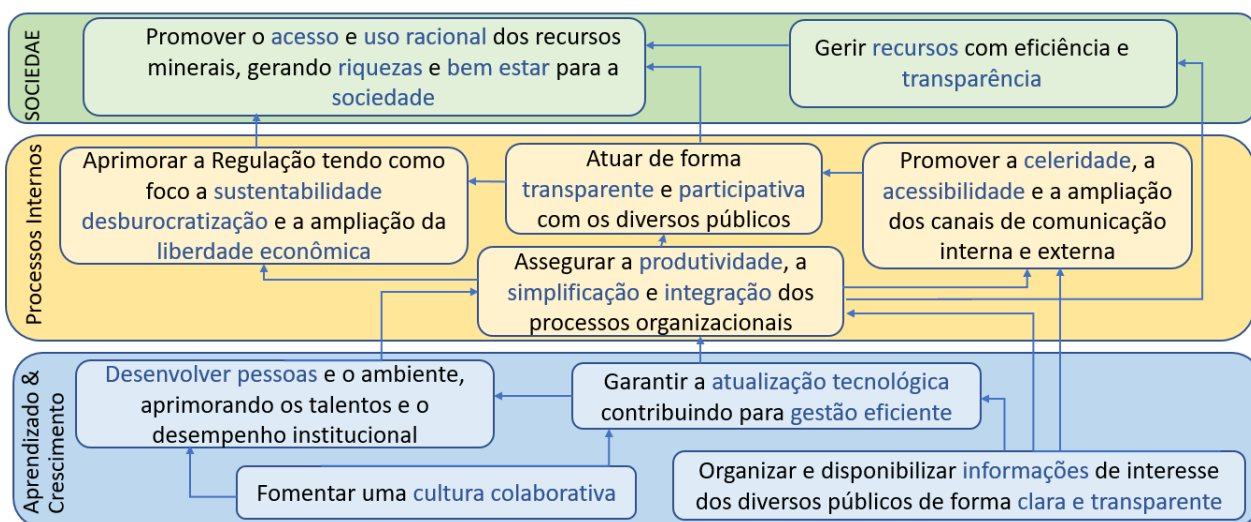 SOCIEDAE
Promover o acesso e uso racional dos recursos
minerais, gerando riquezas e bem estar para a
sociedade
Gerir recursos com eficiência e
transparência
Processos Internos
Aprimorar a Regulação tendo como
foco a sustentabilidade
desburocratização e a ampliação da
liberdade econômica
Atuar de forma
transparente e participativa
com os diversos públicos
Promover a celeridade, a
acessibilidade e a ampliação
dos canais de comunicação
interna e externa
Assegurar a produtividade, a
simplificação e integração dos
processos organizacionais
Aprendizado &
Crescimento
Desenvolver pessoas e o ambiente,
aprimorando os talentos e o
desempenho institucional
Garantir a atualização tecnológica
contribuindo para gestão eficiente
Fomentar uma cultura colaborativa
Organizar e disponibilizar informações de interesse
dos diversos públicos de forma clara e transparente